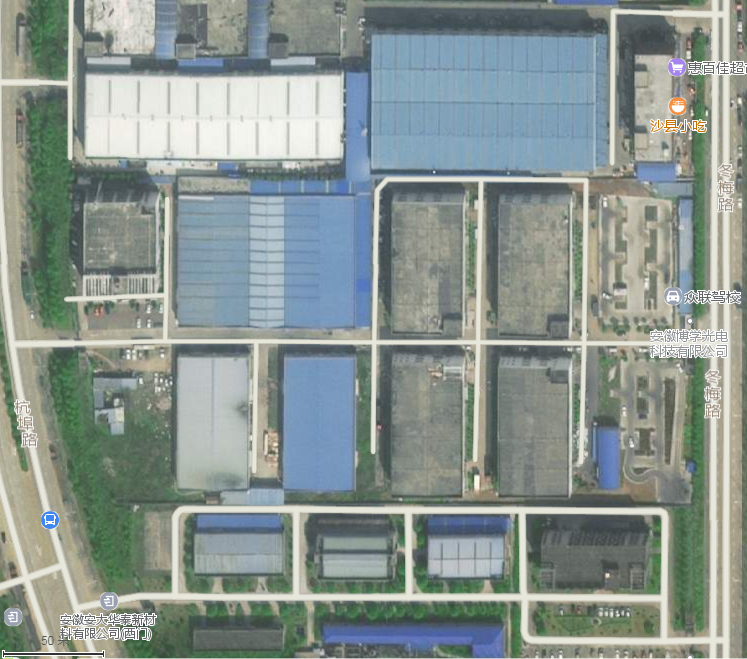 惠百佳超
沙县小吃
冬梅路
众联驾校
安徽博学光电
科技有限公司
冬梅路
杭埠路
安徽安大华泰新材
料有限公司(西门)
50 米